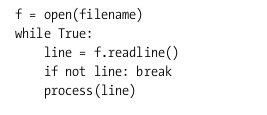 f = open(filename)
while True:
    line = f.readline()
    if not line: break
    process(line)